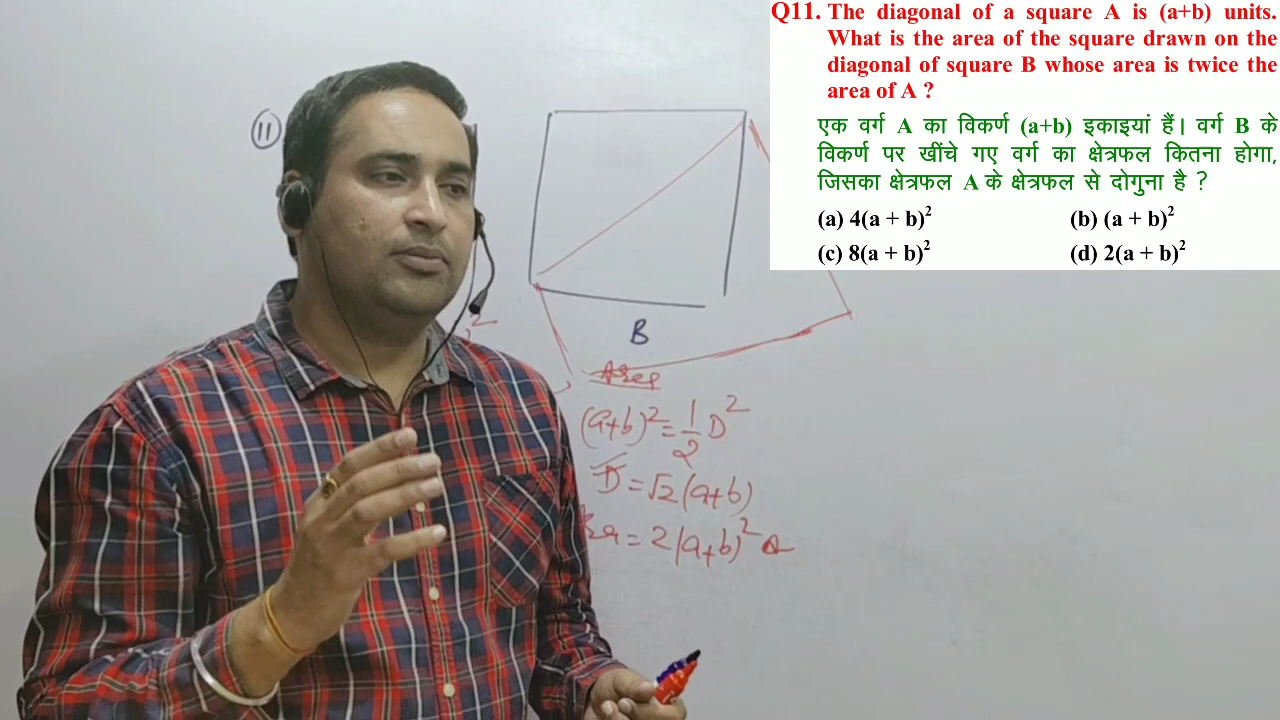 Q11. The diagonal of a square A is (a+b) units.
What is the area of the square drawn on the
diagonal of square B whose area is twice the
area of A ?
एक वर्ग A का विकर्ण (a+b) इकाइयां हैं। वर्ग B के
विकर्ण पर खींचे गए वर्ग का क्षेत्रफल कितना होगा,
जिसका क्षेत्रफल A के क्षेत्रफल से दोगुना है ?
(a) 4(a + b)² (b) (a + b)²
(c) 8(a + b)² (d) 2(a + b)²
11
B
Area
(a+b)² = 1/2 D²
D = √2(a+b)
= 2(a+b)²